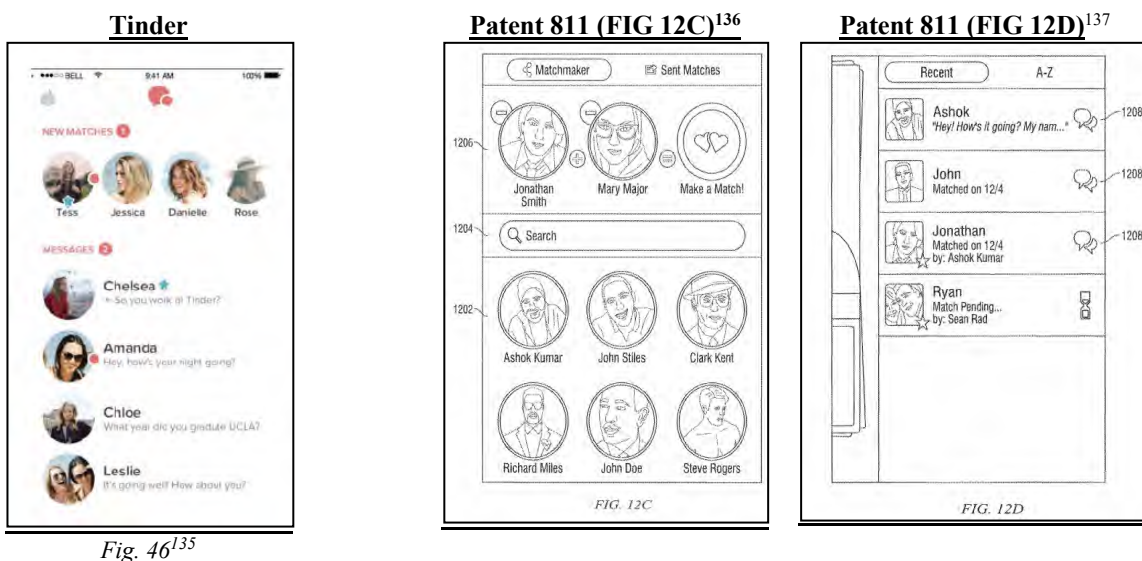 Tinder
BELL 9:41 AM 100%
NEW MATCHES 1
Tess Jessica Danielle Rose
MESSAGES 2
Chelsea
So you work at Tinder?
Amanda
Hey, how's your night going?
Chloe
What year did you gradute UCLA?
Leslie
It's going well! How about you?
Fig. 46135
Patent 811 (FIG 12C)136
Matchmaker Sent Matches
1206
Jonathan Smith Mary Major Make a Match!
1204
Search
1202
Ashok Kumar John Stiles Clark Kent
Richard Miles John Doe Steve Rogers
FIG. 12C
Patent 811 (FIG 12D)137
Recent A-Z
Ashok
"Hey! How's it going? My nam..."
1208
John
Matched on 12/4
1208
Jonathan
Matched on 12/4
by: Ashok Kumar
1208
Ryan
Match Pending...
by: Sean Rad
FIG. 12D